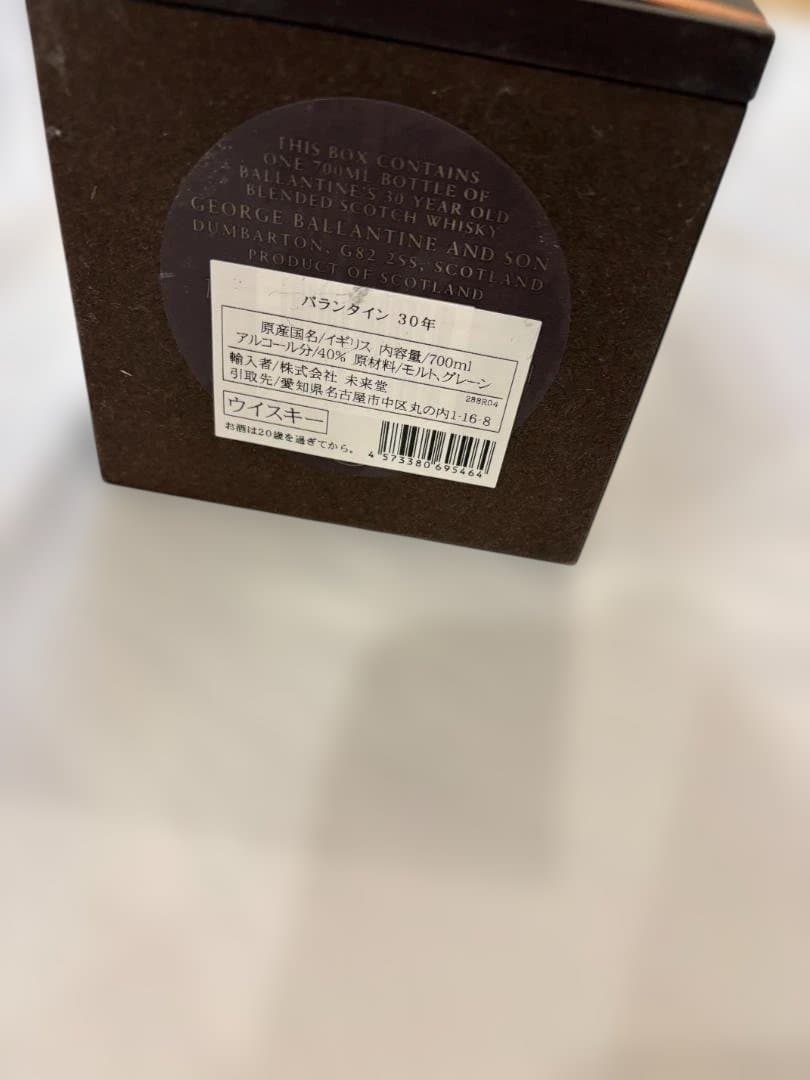 THIS BOX CONTAINS
ONE 700ML BOTTLE OF
BALLANTINE'S 30 YEAR OLD
BLENDED SCOTCH WHISKY
GEORGE BALLANTINE AND SON
DUMBARTON, G82 2SS, SCOTLAND
PRODUCT OF SCOTLAND
バランタイン 30年
原産国名/イギリス 内容量/700ml
アルコール分/40% 原材料/モルト,グレーン
288R04
輸入者/株式会社 未来堂
引取先/愛知県名古屋市中区丸の内1-16-8
ウイスキー
お酒は20歳を過ぎてから。
4 573380 695464